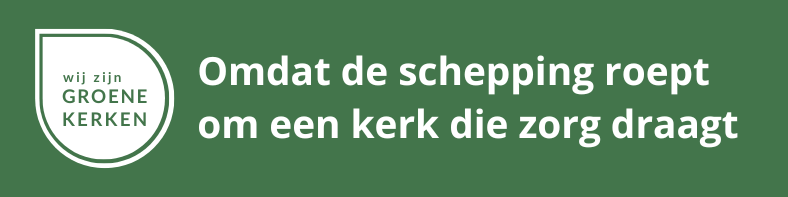 wij zijn
GROENE
KERKEN
Omdat de schepping roept
om een kerk die zorg draagt